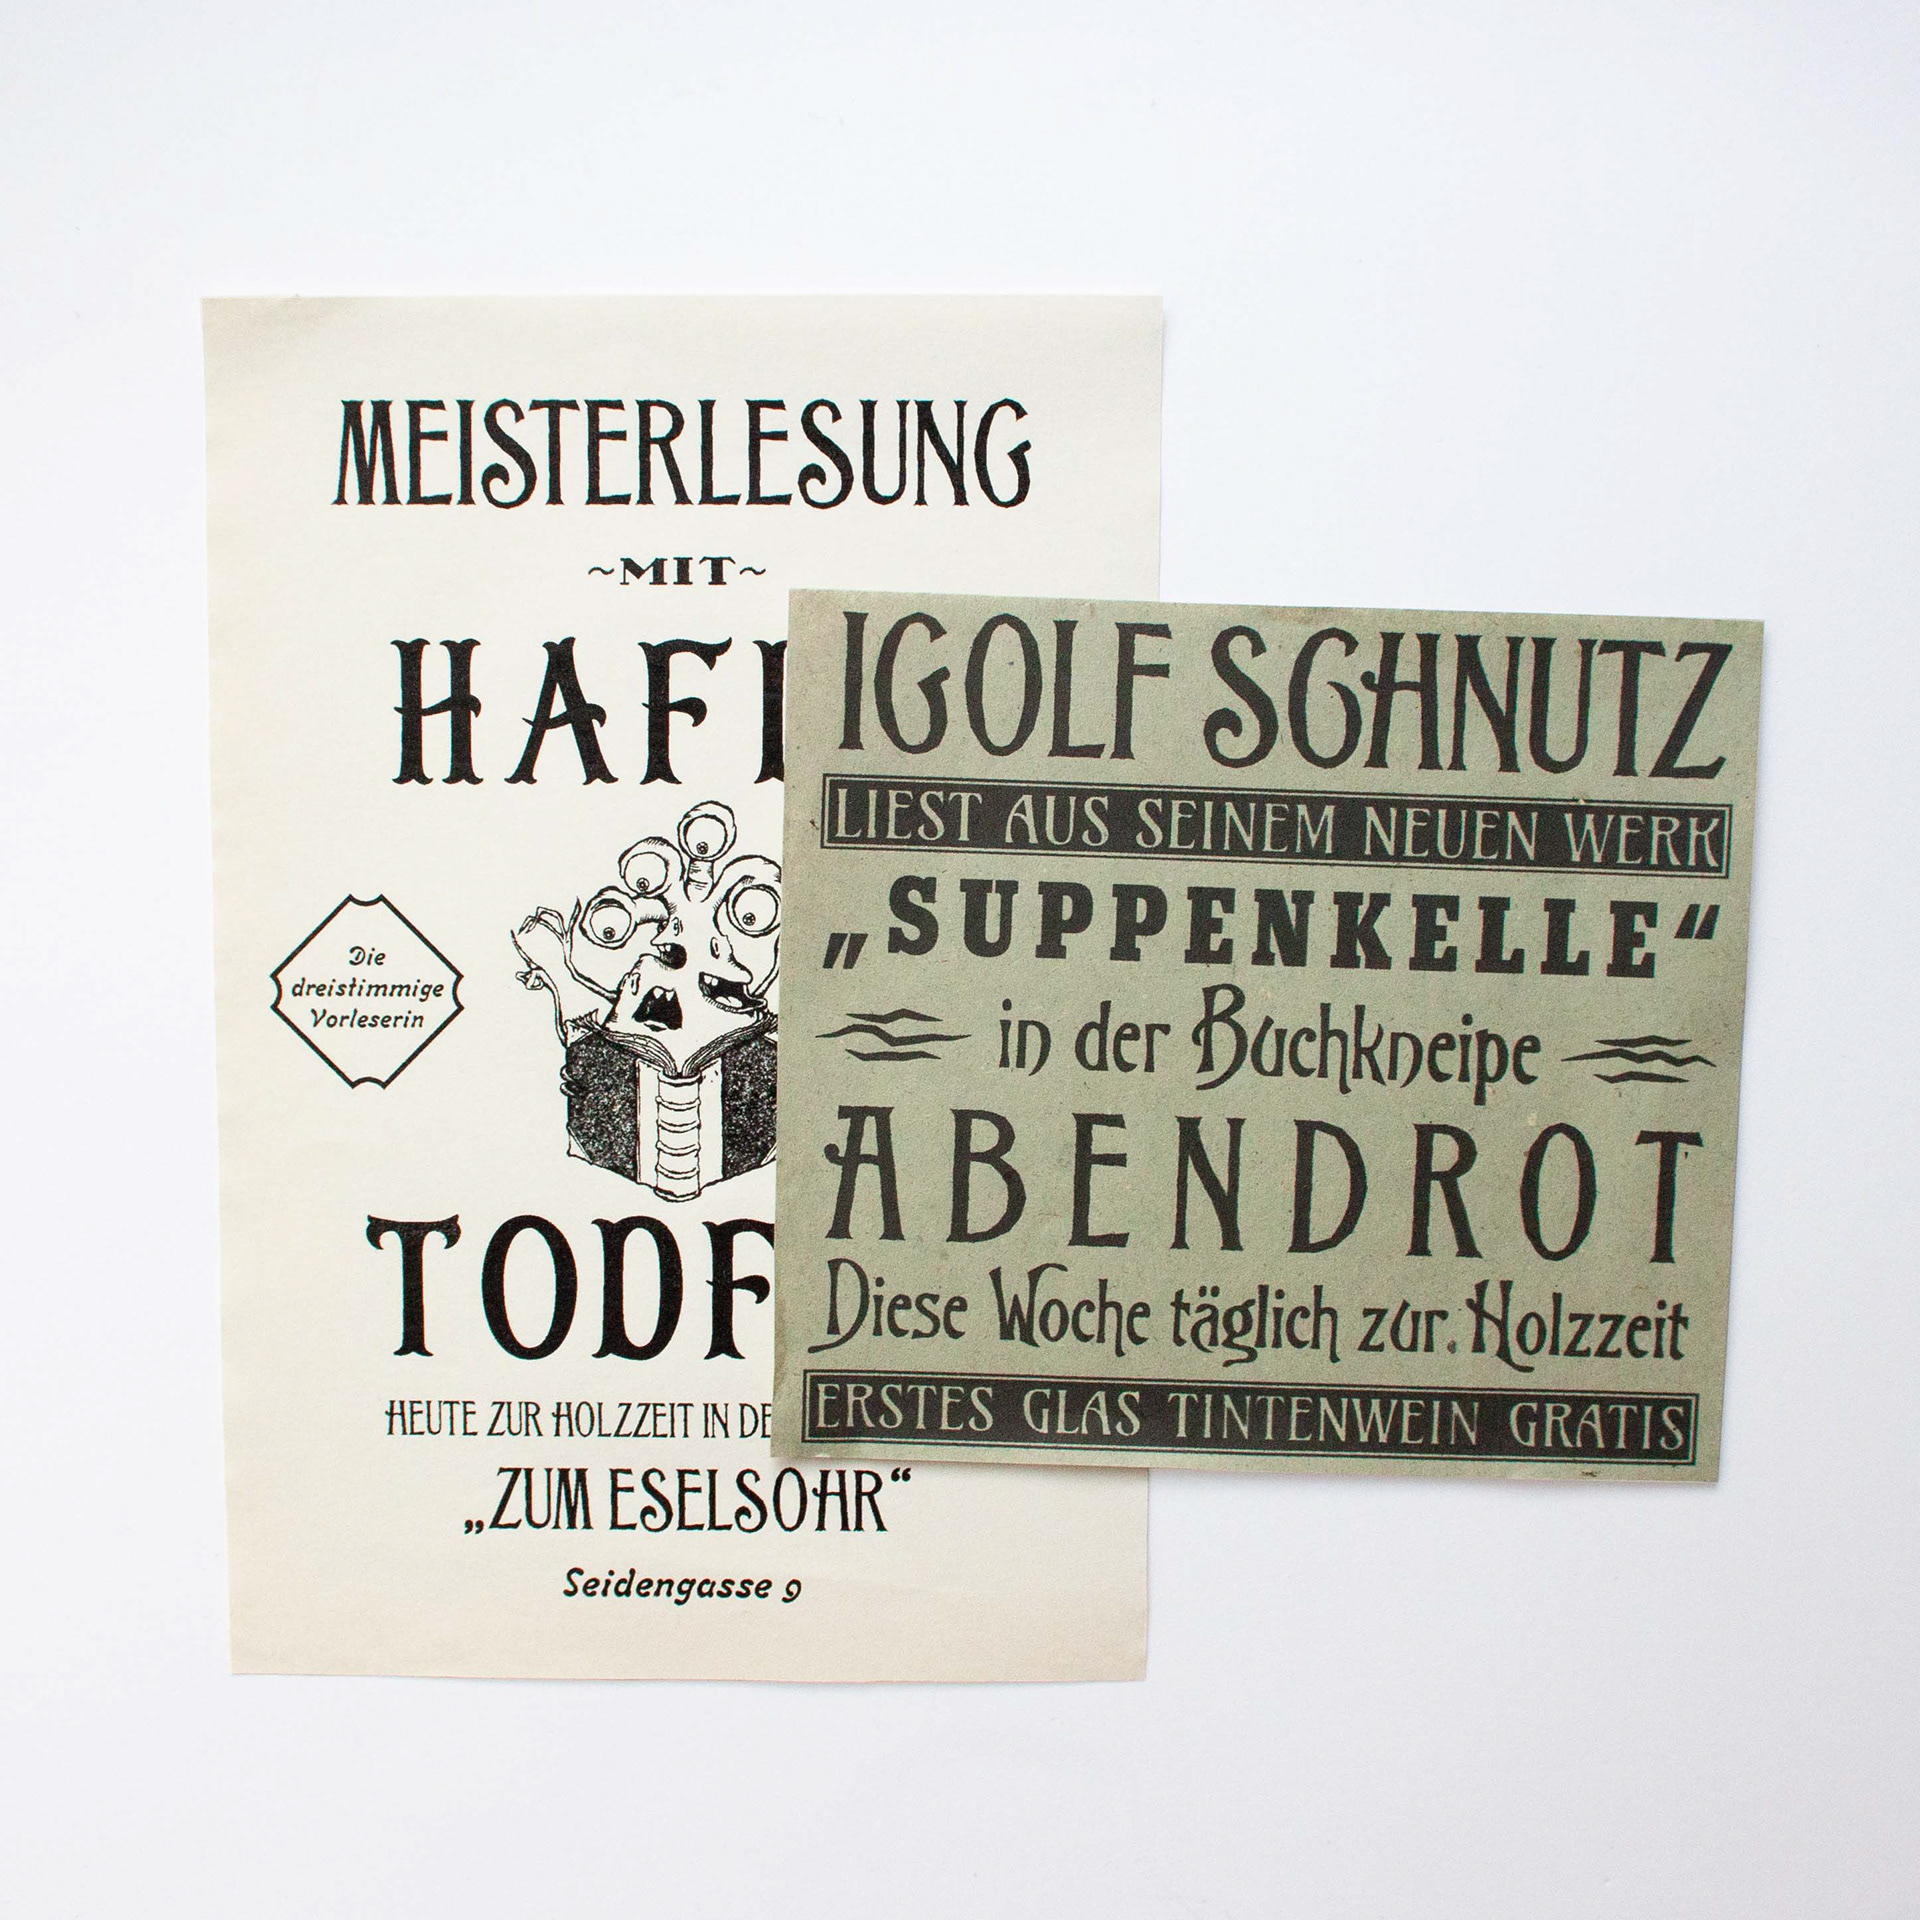 MEISTERLESUNG
~MIT~
HAF
Die
dreistimmige
Vorleserin
TODF
HEUTE ZUR HOLZZEIT IN DE
„ZUM ESELSOHR“
Seidengasse 9
IGOLF SCHNUTZ
LIEST AUS SEINEM NEUEN WERK
„SUPPENKELLE“
in der Buchkneipe
ABENDROT
Diese Woche täglich zur Holzzeit
ERSTES GLAS TINTENWEIN GRATIS